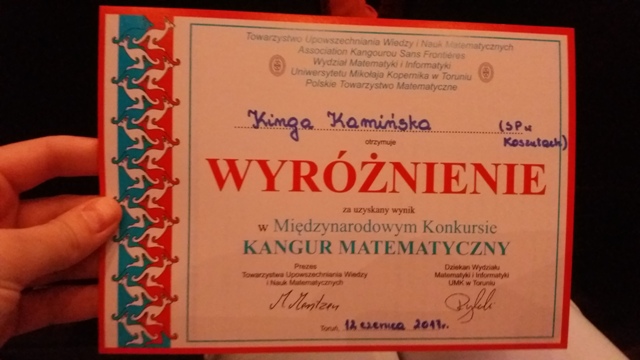 Towarzystwo Upowszechniania Wiedzy i Nauk Matematycznych
Association Kangourou Sans Frontières
Wydział Matematyki i Informatyki
Uniwersytetu Mikołaja Kopernika w Toruniu
Polskie Towarzystwo Matematyczne
Kinga Kamińska (SP w
otrzymuje
WYRÓŻNIENIE
za uzyskany wynik
w Międzynarodowym Konkursie
KANGUR MATEMATYCZNY
Prezes
Towarzystwa Upowszechniania Wiedzy
i Nauk Matematycznych
Dziekan Wydziału
Matematyki i Informatyki
UMK w Toruniu
Toruń, 12 czerwca